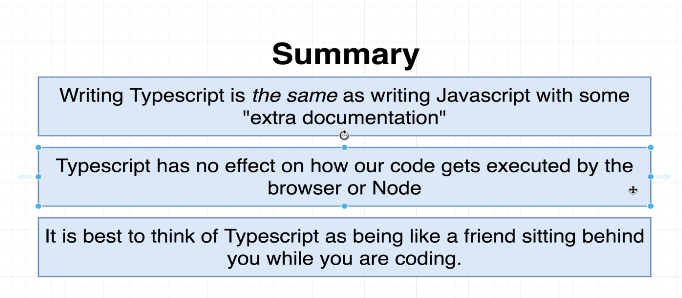 Summary
Writing Typescript is the same as writing Javascript with some
"extra documentation"
Typescript has no effect on how our code gets executed by the
browser or Node
It is best to think of Typescript as being like a friend sitting behind
you while you are coding.